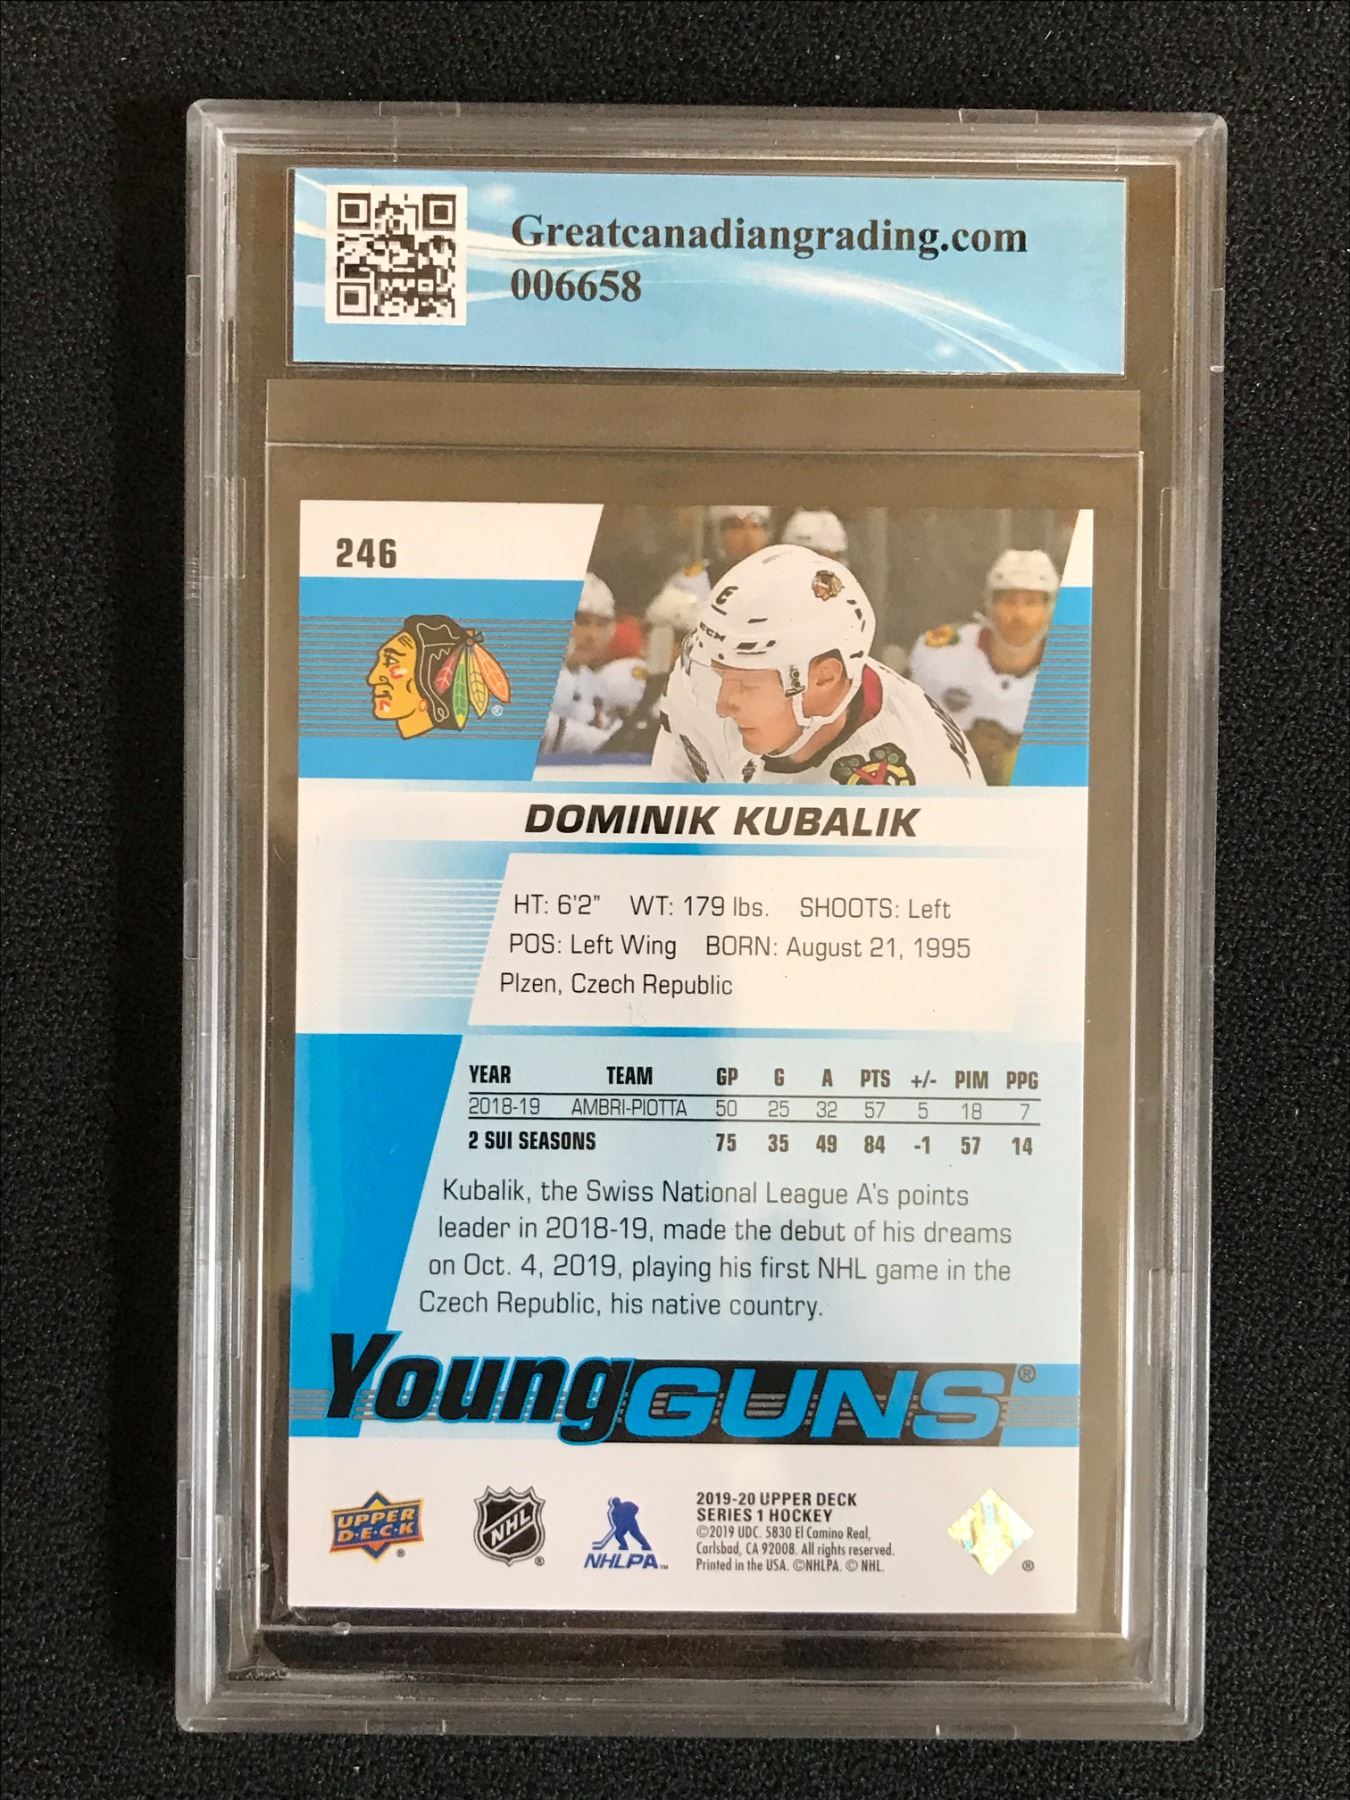 Greatcanadiangrading.com
006658
246
CCM
®
DOMINIK KUBALIK
HT: 6'2" WT: 179 lbs. SHOOTS: Left
POS: Left Wing BORN: August 21, 1995
Plzen, Czech Republic
YEAR TEAM GP G A PTS +/- PIM PPG
2018-19 AMBRI-PIOTTA 50 25 32 57 5 18 7
2 SUI SEASONS 75 35 49 84 -1 57 14
Kubalik, the Swiss National League A's points
leader in 2018-19, made the debut of his dreams
on Oct. 4, 2019, playing his first NHL game in the
Czech Republic, his native country.
Young GUNS®
UPPER
D·E·C·K
®
NHL
®
NHLPA™
2019-20 UPPER DECK
SERIES 1 HOCKEY
©2019 UDC. 5830 El Camino Real,
Carlsbad, CA 92008. All rights reserved.
Printed in the USA. ©NHLPA. © NHL.
®